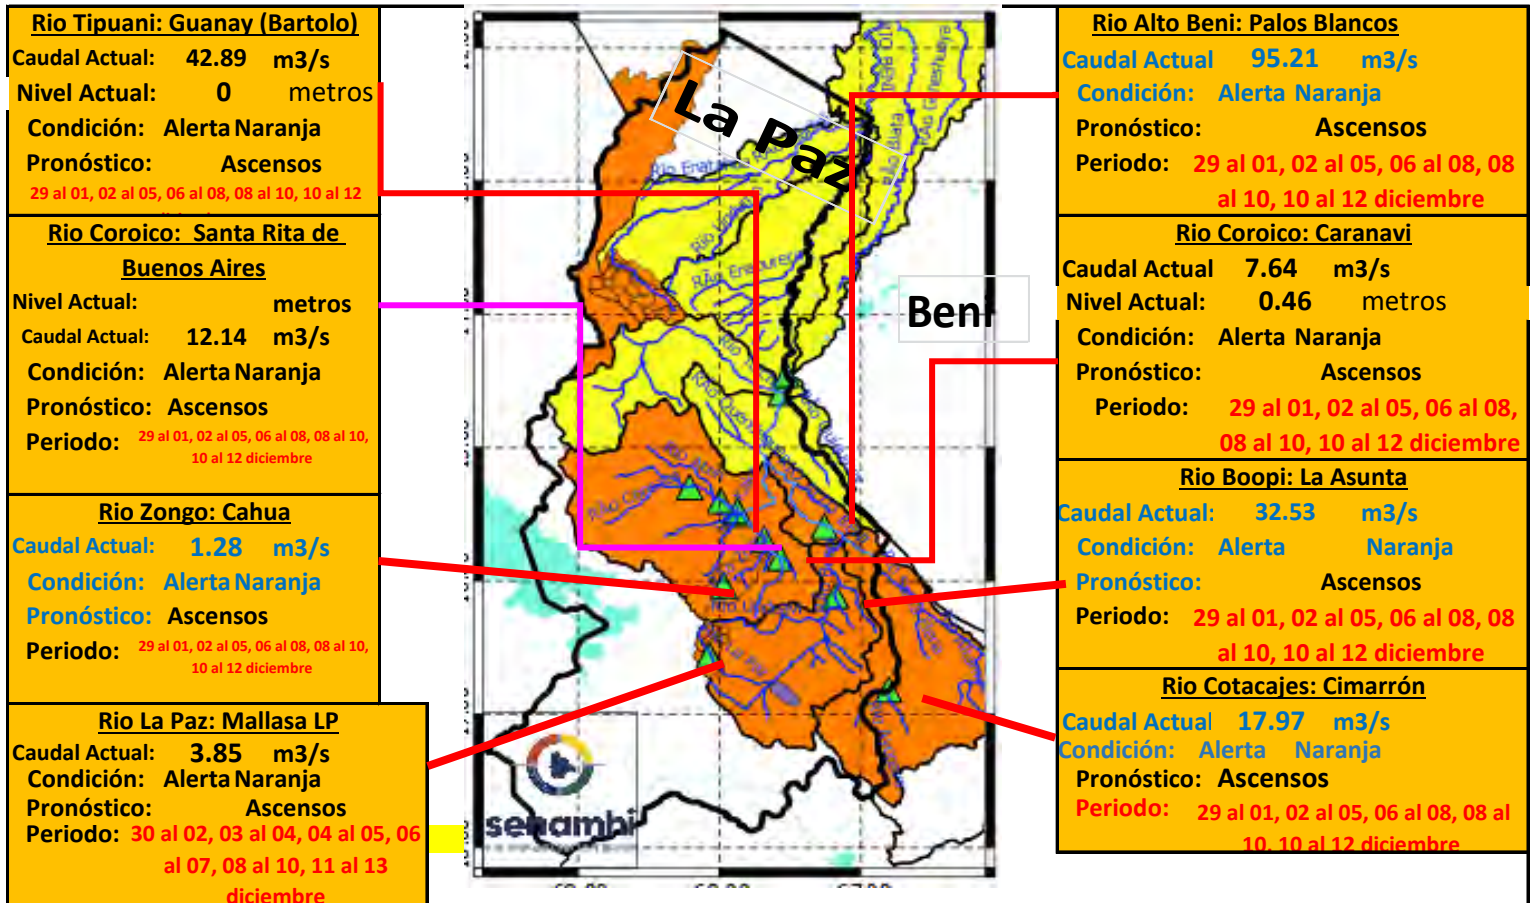 Rio Tipuani: Guanay (Bartolo)
Caudal Actual: 42.89 m3/s
Nivel Actual: 0 metros
Condición: Alerta Naranja
Pronóstico: Ascensos
29 al 01, 02 al 05, 06 al 08, 08 al 10, 10 al 12
Rio Coroico: Santa Rita de
Buenos Aires
Nivel Actual: metros
Caudal Actual: 12.14 m3/s
Condición: Alerta Naranja
Pronóstico: Ascensos
Periodo: 29 al 01, 02 al 05, 06 al 08, 08 al 10,
10 al 12 diciembre
Rio Zongo: Cahua
Caudal Actual: 1.28 m3/s
Condición: Alerta Naranja
Pronóstico: Ascensos
Periodo: 29 al 01, 02 al 05, 06 al 08, 08 al 10,
10 al 12 diciembre
Rio La Paz: Mallasa LP
Caudal Actual: 3.85 m3/s
Condición: Alerta Naranja
Pronóstico: Ascensos
Periodo: 30 al 02, 03 al 04, 04 al 05, 06
al 07, 08 al 10, 11 al 13
diciembre
La Paz
Beni
senamhi
Rio Alto Beni: Palos Blancos
Caudal Actual 95.21 m3/s
Condición: Alerta Naranja
Pronóstico: Ascensos
Periodo: 29 al 01, 02 al 05, 06 al 08, 08
al 10, 10 al 12 diciembre
Rio Coroico: Caranavi
Caudal Actual 7.64 m3/s
Nivel Actual: 0.46 metros
Condición: Alerta Naranja
Pronóstico: Ascensos
Periodo: 29 al 01, 02 al 05, 06 al 08,
08 al 10, 10 al 12 diciembre
Rio Boopi: La Asunta
Caudal Actual: 32.53 m3/s
Condición: Alerta Naranja
Pronóstico: Ascensos
Periodo: 29 al 01, 02 al 05, 06 al 08, 08
al 10, 10 al 12 diciembre
Rio Cotacajes: Cimarrón
Caudal Actual 17.97 m3/s
Condición: Alerta Naranja
Pronóstico: Ascensos
Periodo: 29 al 01, 02 al 05, 06 al 08, 08 al
10, 10 al 12 diciembre